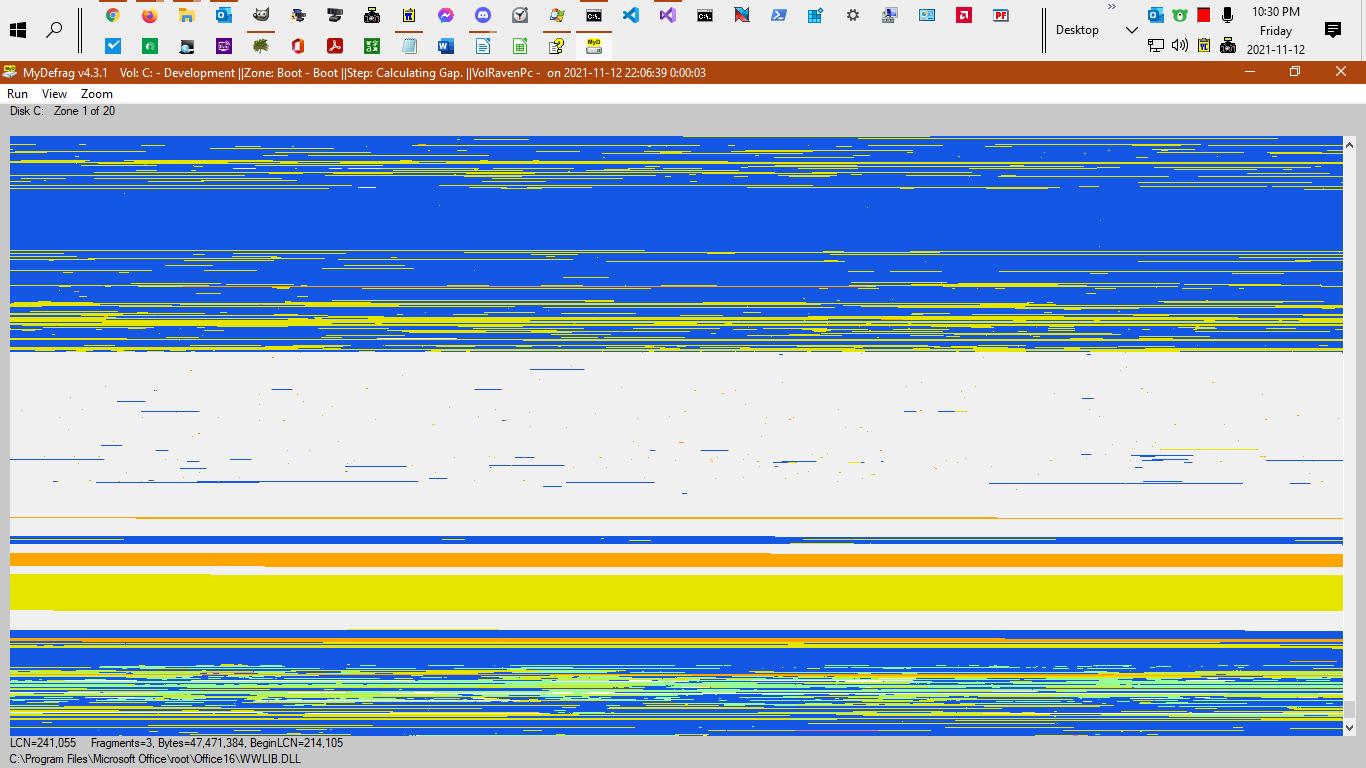 10:30 PM
Desktop
Friday
2021-11-12
MyDefrag v4.3.1 Vol: C: - Development ||Zone: Boot - Boot ||Step: Calculating Gap. ||VolRavenPc - on 2021-11-12 22:06:39 0:00:03
Run View Zoom
Disk C: Zone 1 of 20
LCN=241,055 Fragments=3, Bytes=47,471,384, BeginLCN=214,105
C:\Program Files\Microsoft Office\root\Office16\WWLIB.DLL